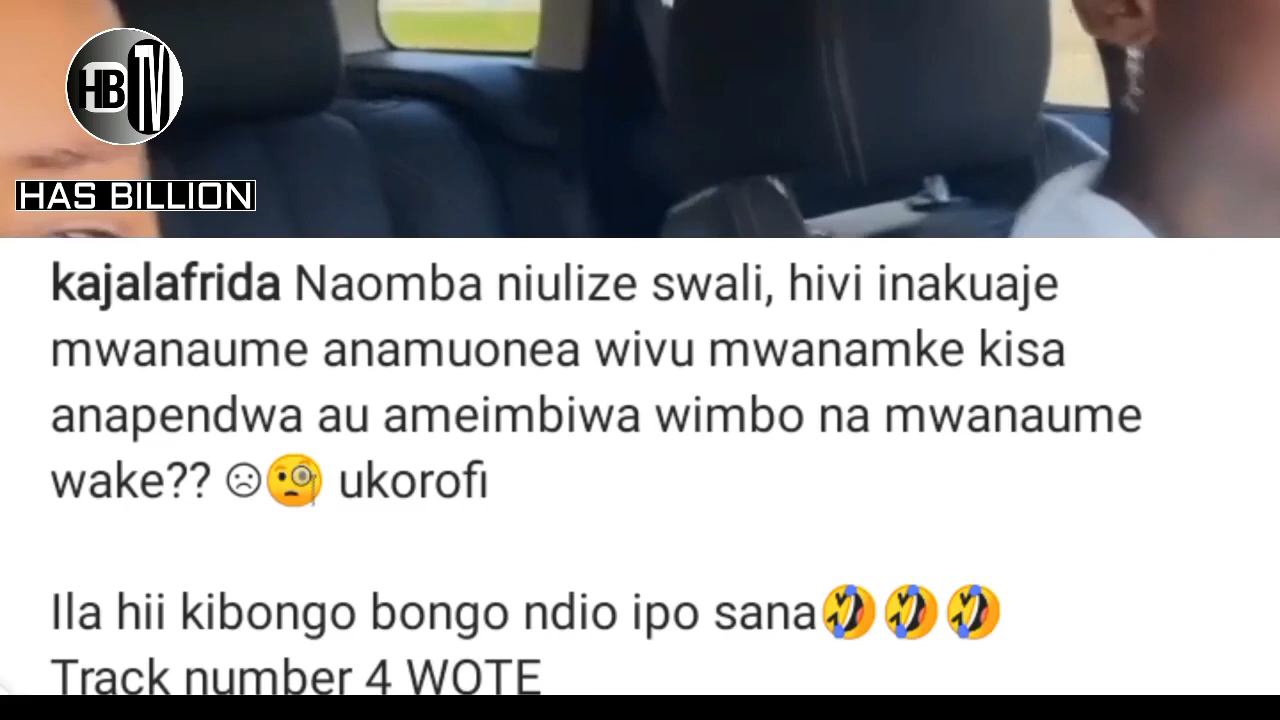 HB TV
HAS BILLION
kajalafrida Naomba niulize swali, hivi inakuaje
mwanaume anamuonea wivu mwanamke kisa
anapendwa au ameimbiwa wimbo na mwanaume
wake?? ☹🧐 ukorofi
Ila hii kibongo bongo ndio ipo sana🤣🤣🤣
Track number 4 WOTE